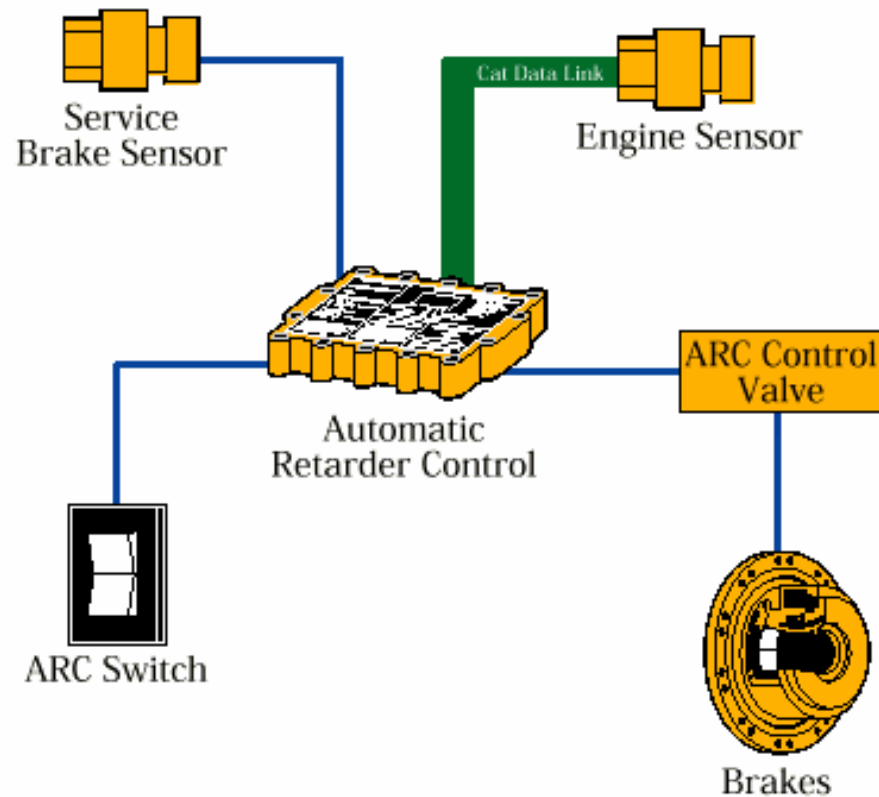 Cat Data Link
Service
Brake Sensor
Engine Sensor
ARC Control
Valve
Automatic
Retarder Control
ARC Switch
Brakes